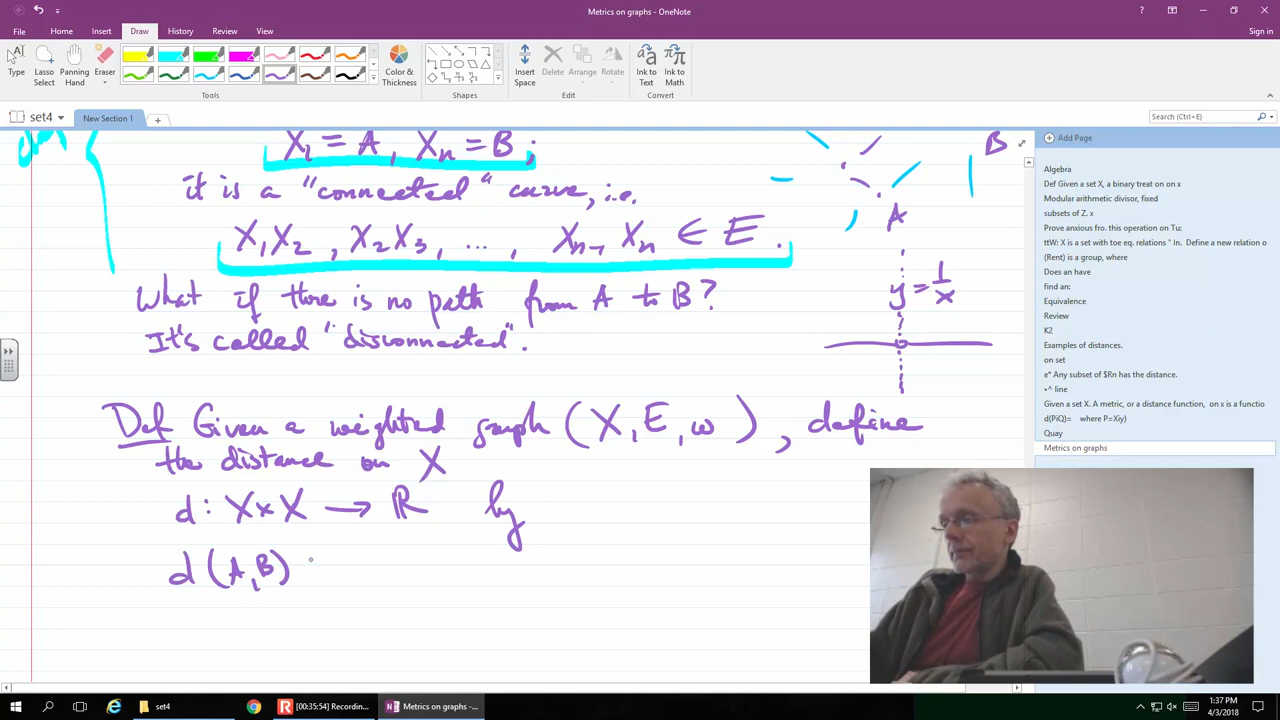 Metrics on graphs - OneNote
? Sign in
File Home Insert Draw History Review View
Type Lasso Select Panning Hand Eraser Color & Thickness Insert Space Delete Arrange Rotate Ink to Text Ink to Math
Tools Shapes Edit Convert
set4 New Section 1 Search (Ctrl+E)
X1 = A, Xn = B;
B
it is a "connected" curve, i.e.
A
X1X2, X2X3, ..., Xn-1 Xn ∈ E.
y = 1/x
What if there is no path from A to B?
It's called "disconnected".
Def Given a weighted graph (X, E, w), define
the distance on X
d: X×X → R by
d(A,B)
Add Page
Algebra
Def Given a set X, a binary treat on on x
Modular arithmetic divisor, fixed
subsets of Z. x
Prove anxious fro. this operation on Tu:
ttW: X is a set with toe eq. relations " In. Define a new relation o
(Rent) is a group, where
Does an have
find an:
Equivalence
Review
K2
Examples of distances.
on set
e* Any subset of $Rn has the distance.
•^ line
Given a set X. A metric, or a distance function, on x is a functio
d(PiQ)= where P=Xiy)
Quay
Metrics on graphs
set4 [00:35:54] Recordin... Metrics on graphs -... 1:37 PM
4/3/2018